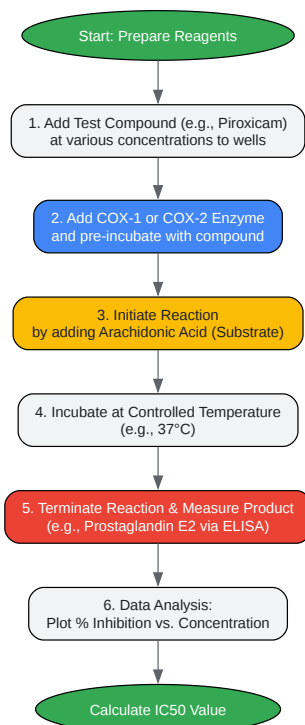 Start: Prepare Reagents
1. Add Test Compound (e.g., Piroxicam)
at various concentrations to wells
2. Add COX-1 or COX-2 Enzyme
and pre-incubate with compound
3. Initiate Reaction
by adding Arachidonic Acid (Substrate)
4. Incubate at Controlled Temperature
(e.g., 37°C)
5. Terminate Reaction & Measure Product
(e.g., Prostaglandin E2 via ELISA)
6. Data Analysis:
Plot % Inhibition vs. Concentration
Calculate IC50 Value